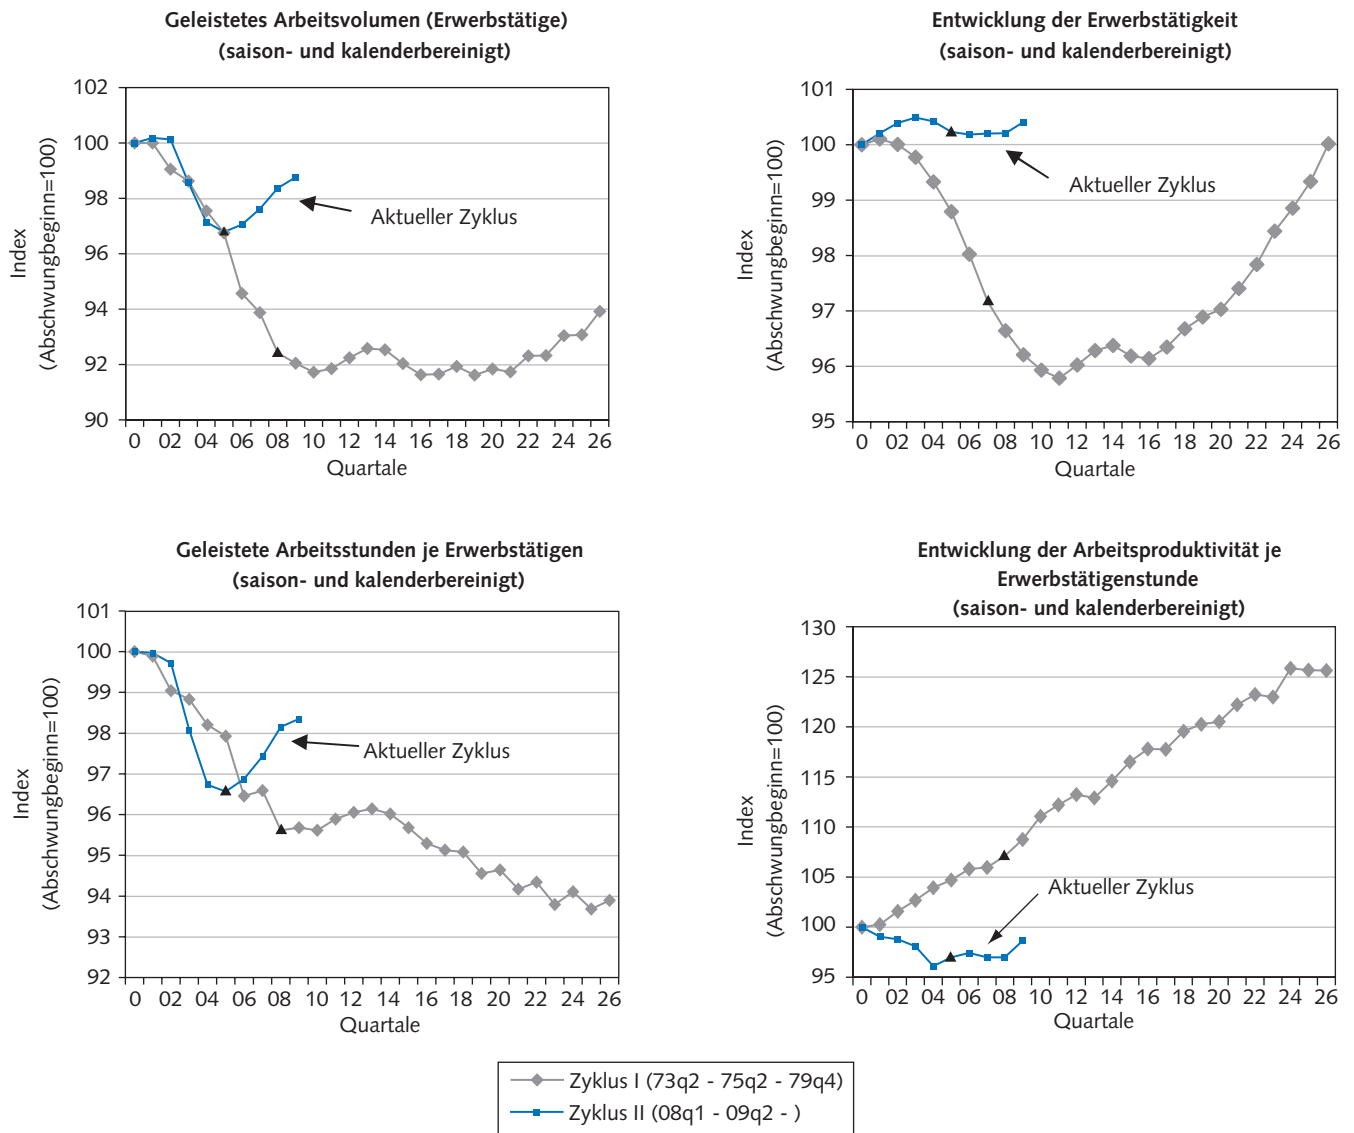 Geleistetes Arbeitsvolumen (Erwerbstätige)
(saison- und kalenderbereinigt)
102
100
98
96
94
92
90
Index
(Abschwungbeginn=100)
Aktueller Zyklus
0 02 04 06 08 10 12 14 16 18 20 22 24 26
Quartale
Entwicklung der Erwerbstätigkeit
(saison- und kalenderbereinigt)
101
100
99
98
97
96
95
Index
(Abschwungbeginn=100)
Aktueller Zyklus
0 02 04 06 08 10 12 14 16 18 20 22 24 26
Quartale
Geleistete Arbeitsstunden je Erwerbstätigen
(saison- und kalenderbereinigt)
101
100
99
98
97
96
95
94
93
92
Index
(Abschwungbeginn=100)
Aktueller Zyklus
0 02 04 06 08 10 12 14 16 18 20 22 24 26
Quartale
Entwicklung der Arbeitsproduktivität je
Erwerbstätigenstunde
(saison- und kalenderbereinigt)
130
125
120
115
110
105
100
95
Index
(Abschwungbeginn=100)
Aktueller Zyklus
0 02 04 06 08 10 12 14 16 18 20 22 24 26
Quartale
Zyklus I (73q2 - 75q2 - 79q4)
Zyklus II (08q1 - 09q2 - )